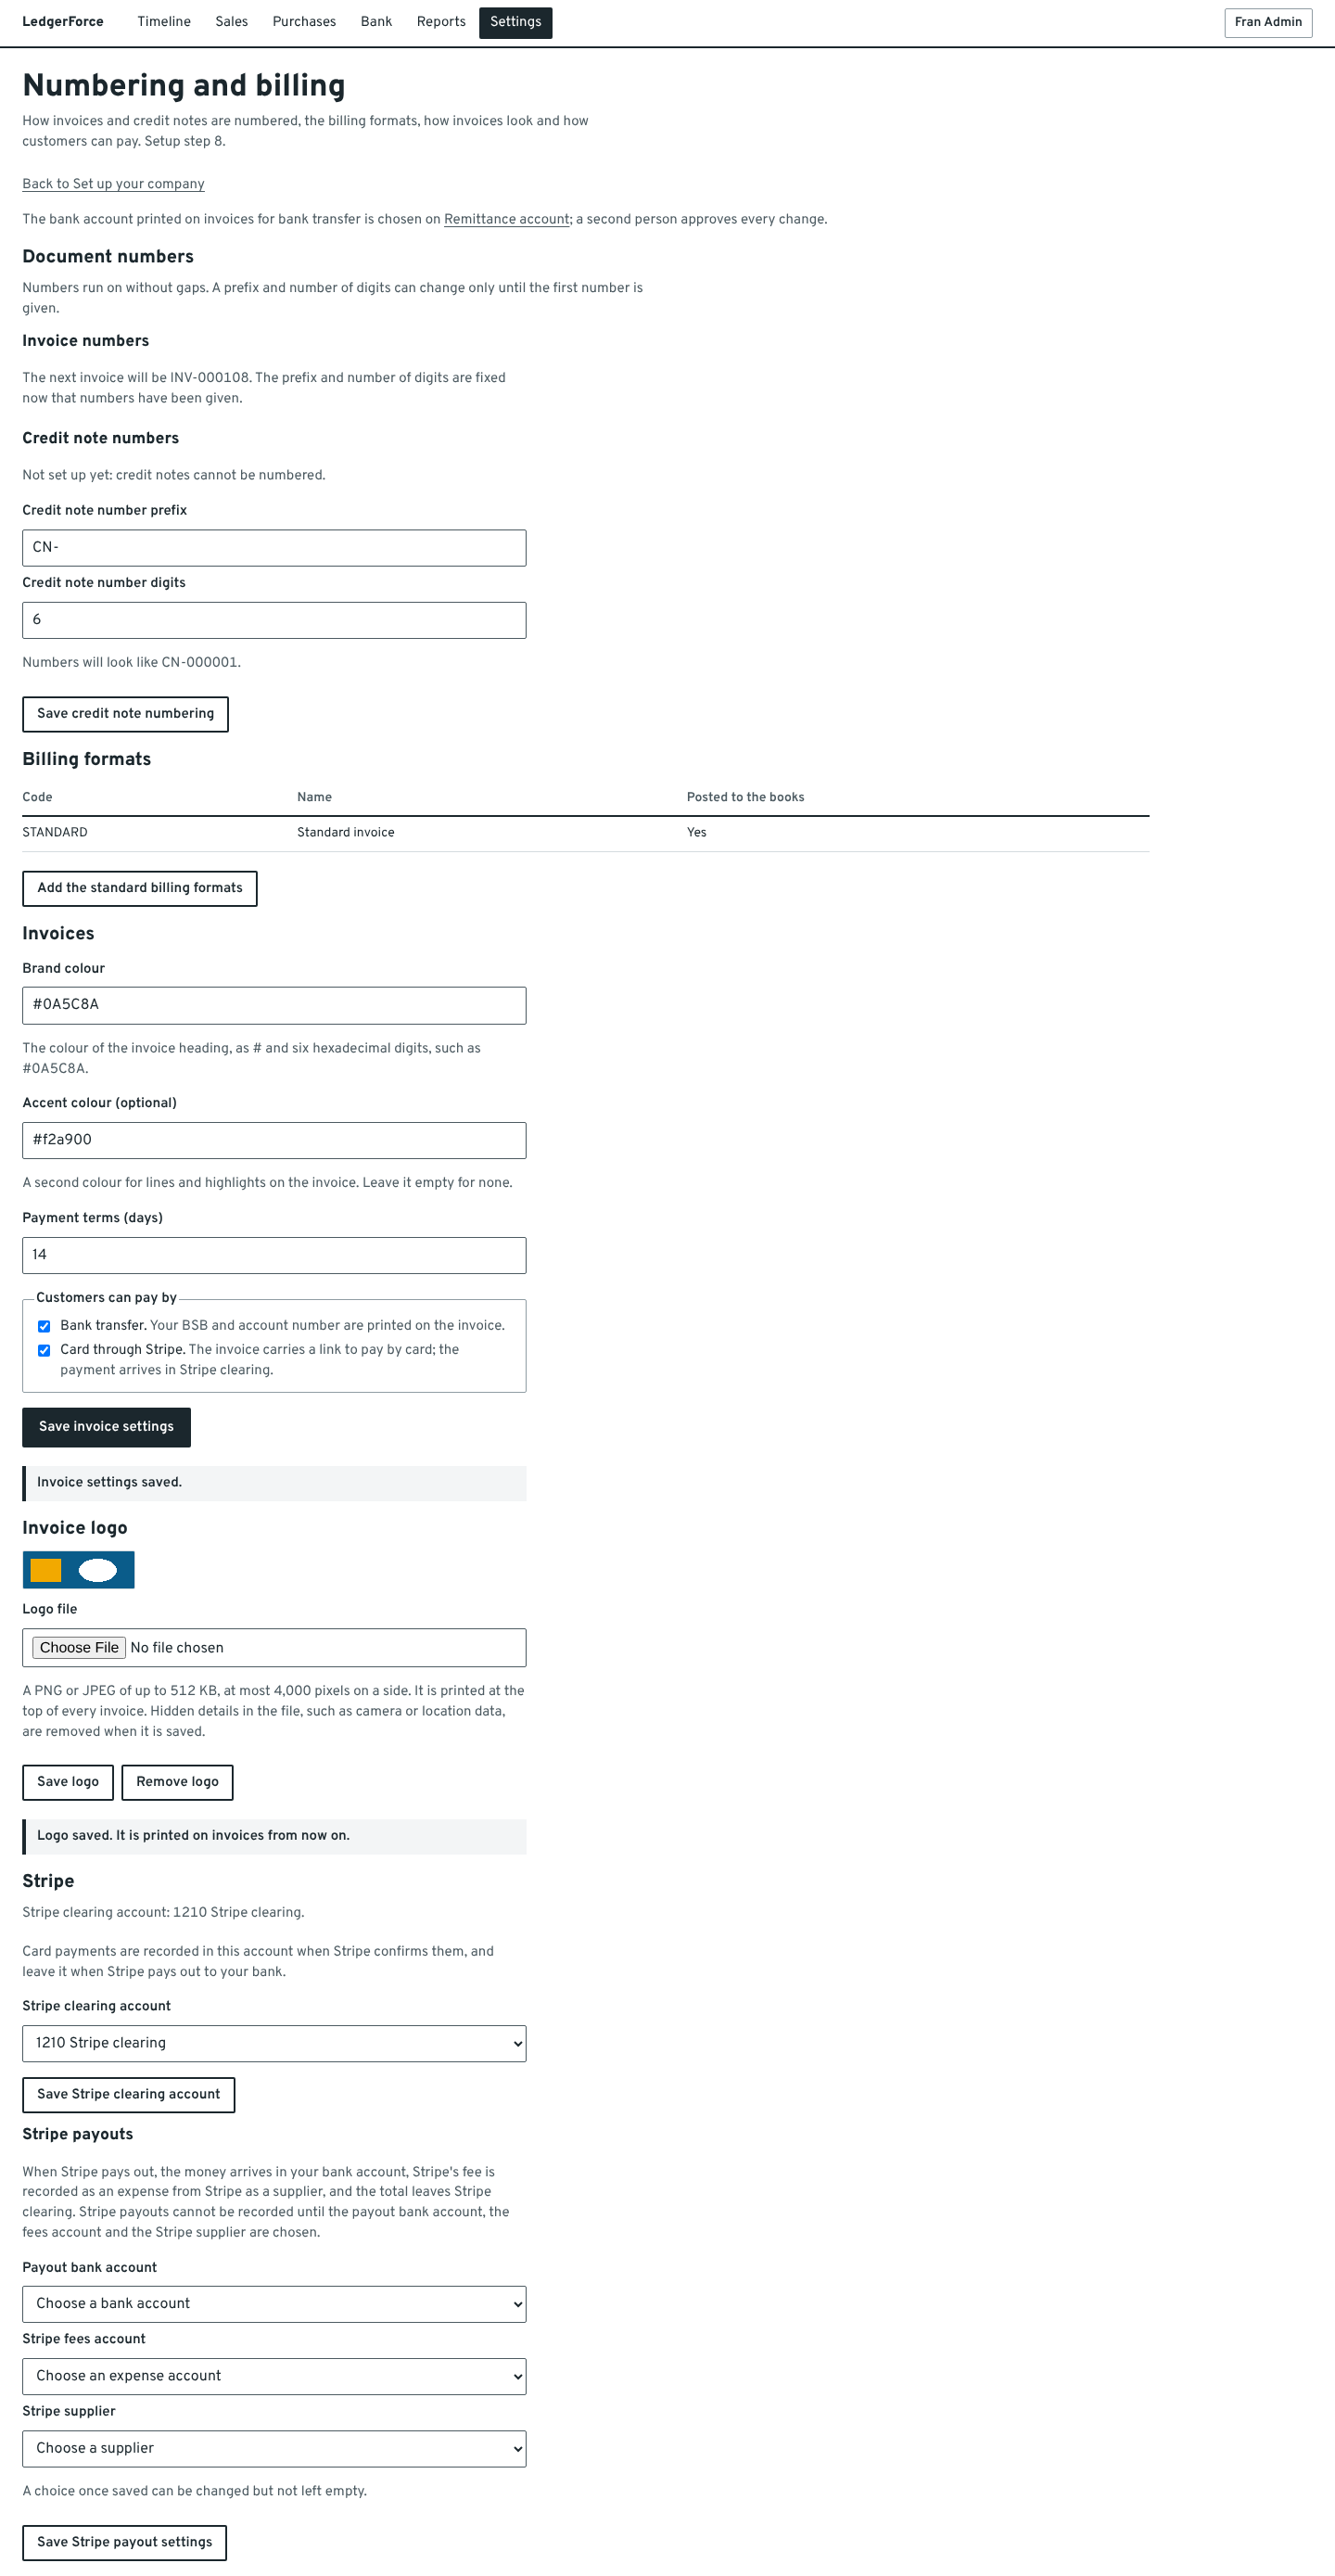 LedgerForce Timeline Sales Purchases Bank Reports Settings Fran Admin
Numbering and billing
How invoices and credit notes are numbered, the billing formats, how invoices look and how
customers can pay. Setup step 8.
Back to Set up your company
The bank account printed on invoices for bank transfer is chosen on Remittance account; a second person approves every change.
Document numbers
Numbers run on without gaps. A prefix and number of digits can change only until the first number is
given.
Invoice numbers
The next invoice will be INV-000108. The prefix and number of digits are fixed
now that numbers have been given.
Credit note numbers
Not set up yet: credit notes cannot be numbered.
Credit note number prefix
CN-
Credit note number digits
6
Numbers will look like CN-000001.
Save credit note numbering
Billing formats
Code Name Posted to the books
STANDARD Standard invoice Yes
Add the standard billing formats
Invoices
Brand colour
#0A5C8A
The colour of the invoice heading, as # and six hexadecimal digits, such as
#0A5C8A.
Accent colour (optional)
#f2a900
A second colour for lines and highlights on the invoice. Leave it empty for none.
Payment terms (days)
14
Customers can pay by
Bank transfer. Your BSB and account number are printed on the invoice.
Card through Stripe. The invoice carries a link to pay by card; the
payment arrives in Stripe clearing.
Save invoice settings
Invoice settings saved.
Invoice logo
Logo file
Choose File No file chosen
A PNG or JPEG of up to 512 KB, at most 4,000 pixels on a side. It is printed at the
top of every invoice. Hidden details in the file, such as camera or location data,
are removed when it is saved.
Save logo Remove logo
Logo saved. It is printed on invoices from now on.
Stripe
Stripe clearing account: 1210 Stripe clearing.
Card payments are recorded in this account when Stripe confirms them, and
leave it when Stripe pays out to your bank.
Stripe clearing account
1210 Stripe clearing
Save Stripe clearing account
Stripe payouts
When Stripe pays out, the money arrives in your bank account, Stripe's fee is
recorded as an expense from Stripe as a supplier, and the total leaves Stripe
clearing. Stripe payouts cannot be recorded until the payout bank account, the
fees account and the Stripe supplier are chosen.
Payout bank account
Choose a bank account
Stripe fees account
Choose an expense account
Stripe supplier
Choose a supplier
A choice once saved can be changed but not left empty.
Save Stripe payout settings